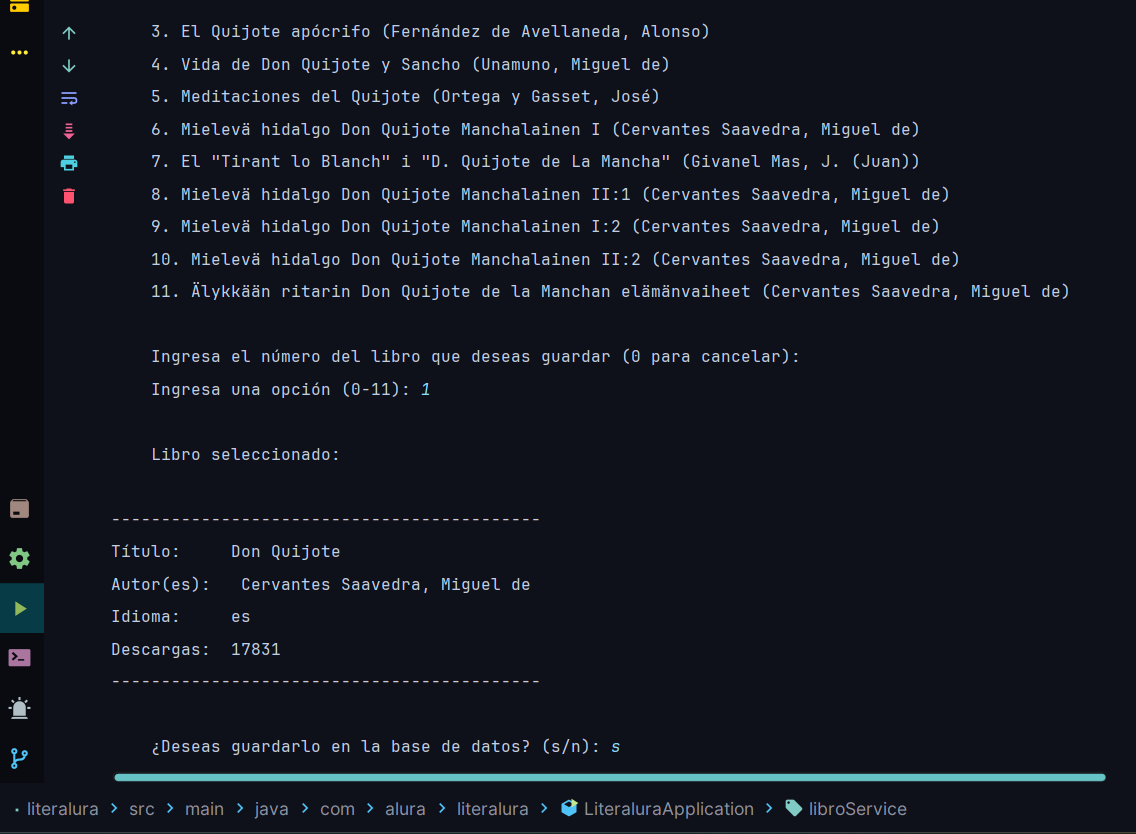 3. El Quijote apócrifo (Fernández de Avellaneda, Alonso)
4. Vida de Don Quijote y Sancho (Unamuno, Miguel de)
5. Meditaciones del Quijote (Ortega y Gasset, José)
6. Mielevä hidalgo Don Quijote Manchalainen I (Cervantes Saavedra, Miguel de)
7. El "Tirant lo Blanch" i "D. Quijote de La Mancha" (Givanel Mas, J. (Juan))
8. Mielevä hidalgo Don Quijote Manchalainen II:1 (Cervantes Saavedra, Miguel de)
9. Mielevä hidalgo Don Quijote Manchalainen I:2 (Cervantes Saavedra, Miguel de)
10. Mielevä hidalgo Don Quijote Manchalainen II:2 (Cervantes Saavedra, Miguel de)
11. Älykkään ritarin Don Quijote de la Manchan elämänvaiheet (Cervantes Saavedra, Miguel de)
Ingresa el número del libro que deseas guardar (0 para cancelar):
Ingresa una opción (0-11): 1
Libro seleccionado:
-------------------------------------------
Título: Don Quijote
Autor(es): Cervantes Saavedra, Miguel de
Idioma: es
Descargas: 17831
-------------------------------------------
¿Deseas guardarlo en la base de datos? (s/n): s
literalura > src > main > java > com > alura > literalura > LiteraluraApplication > libroService